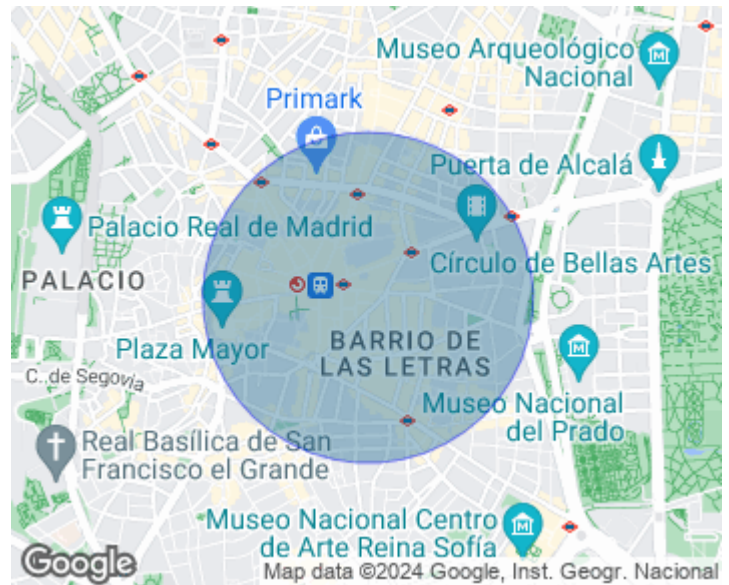 Museo Arqueológico
Nacional
Primark
Puerta de Alcalá
Palacio Real de Madrid
Círculo de Bellas Artes
PALACIO
Plaza Mayor
BARRIO DE
LAS LETRAS
C. de Segovia
Museo Nacional
del Prado
Real Basílica de San
Francisco el Grande
Museo Nacional Centro
de Arte Reina Sofía
Google
Map data ©2024 Google, Inst. Geogr. Nacional